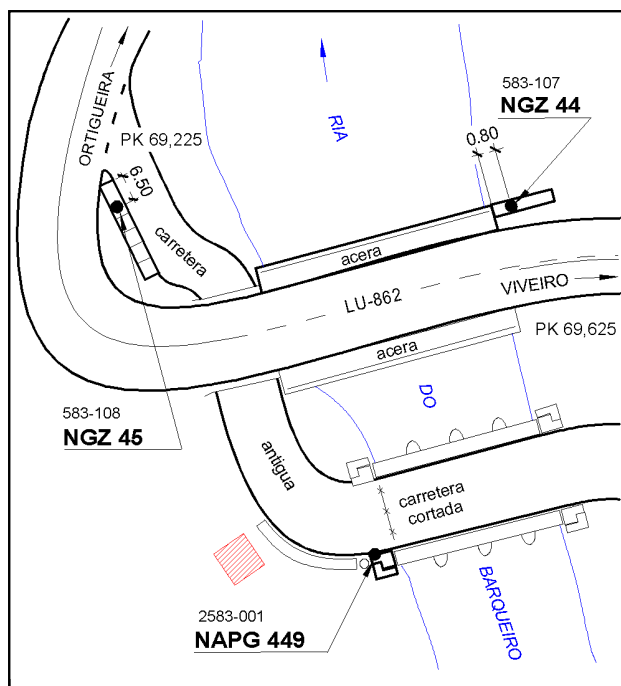 583-107
NGZ 44
ORTIGUEIRA
PK 69,225
RIA
0.80
6.50
carretera
acera
LU-862
VIVEIRO
PK 69,625
acera
583-108
NGZ 45
DO
antigua
carretera
cortada
2583-001
NAPG 449
BARQUEIRO